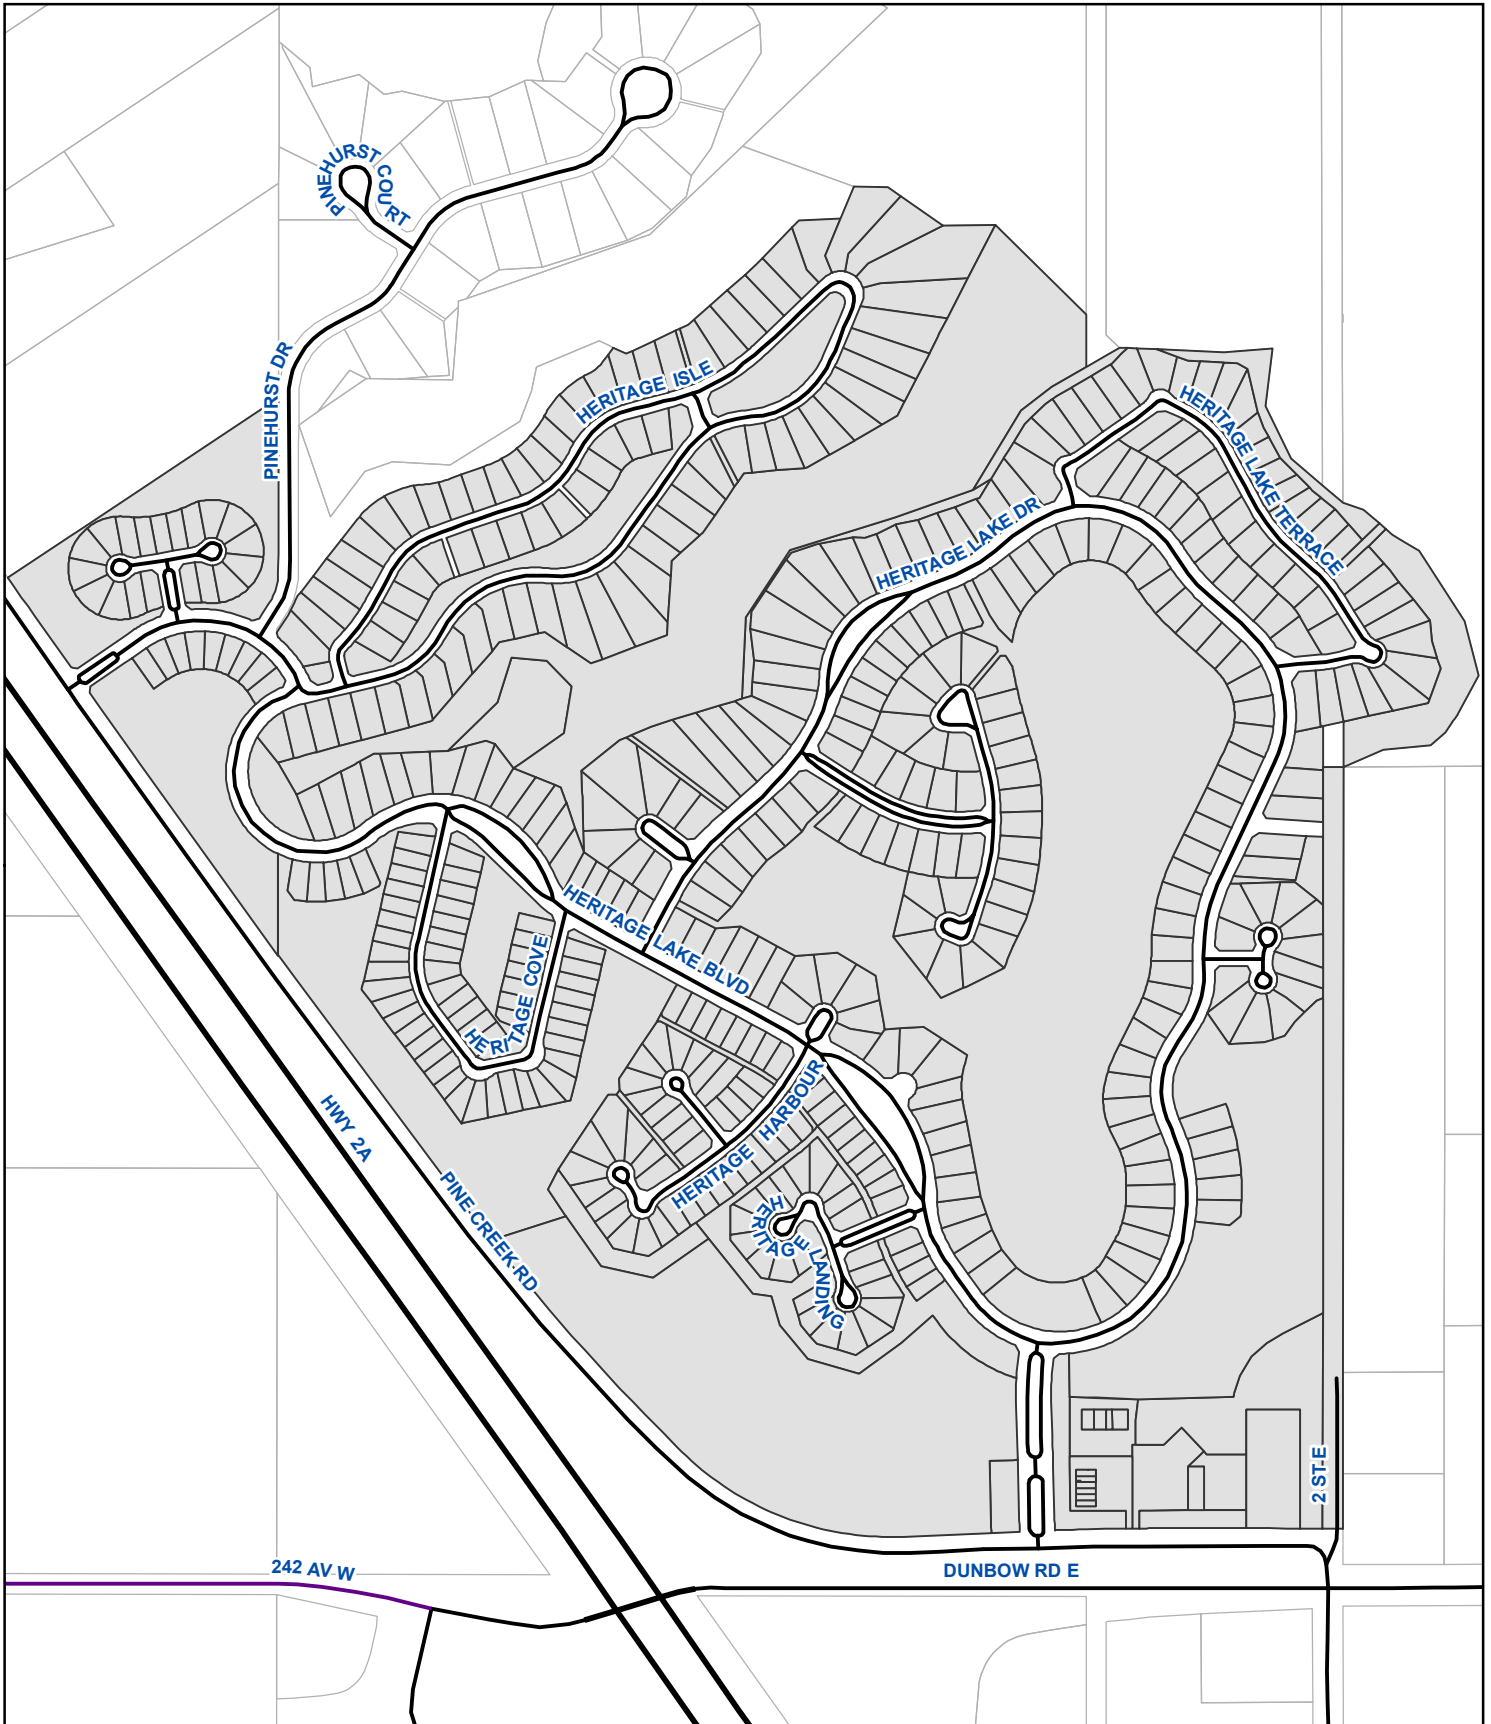 PINEHURST COURT
PINEHURST DR
HERITAGE ISLE
HERITAGE LAKE TERRACE
HERITAGE LAKE DR
HERITAGE LAKE BLVD
HERITAGE COVE
HERITAGE HARBOUR
HWY 2A
PINE CREEK RD
HERITAGE LANDING
2 ST E
242 AV W
DUNBOW RD E